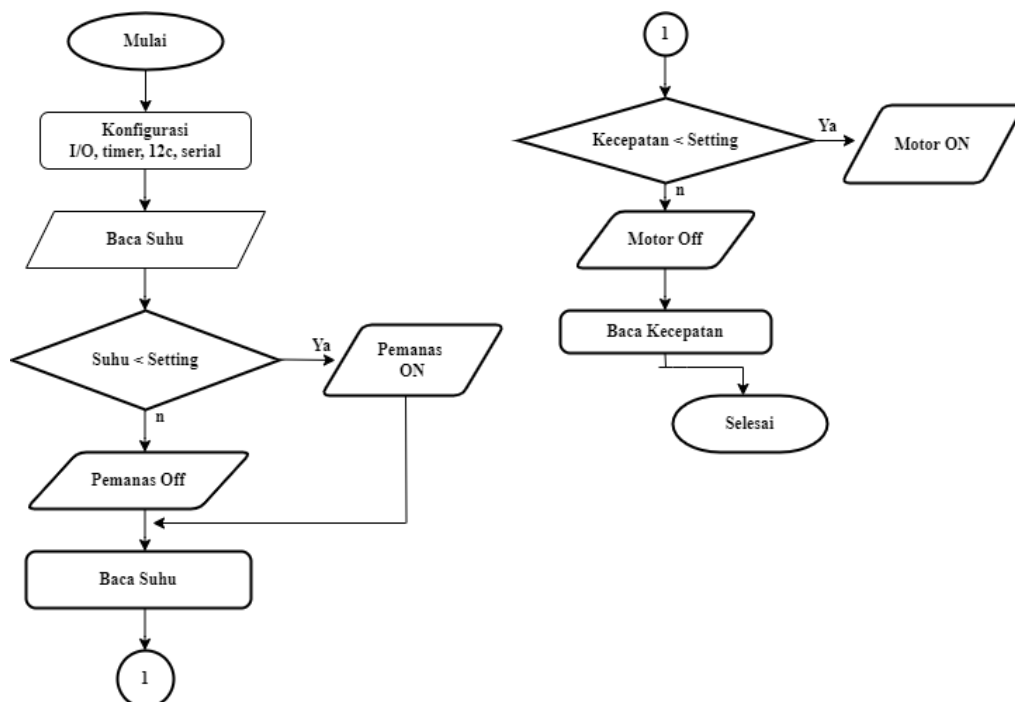 Mulai
Konfigurasi
I/O, timer, 12c, serial
Baca Suhu
Suhu < Setting
Ya
Pemanas
ON
n
Pemanas Off
Baca Suhu
1
1
Kecepatan < Setting
Ya
Motor ON
n
Motor Off
Baca Kecepatan
Selesai